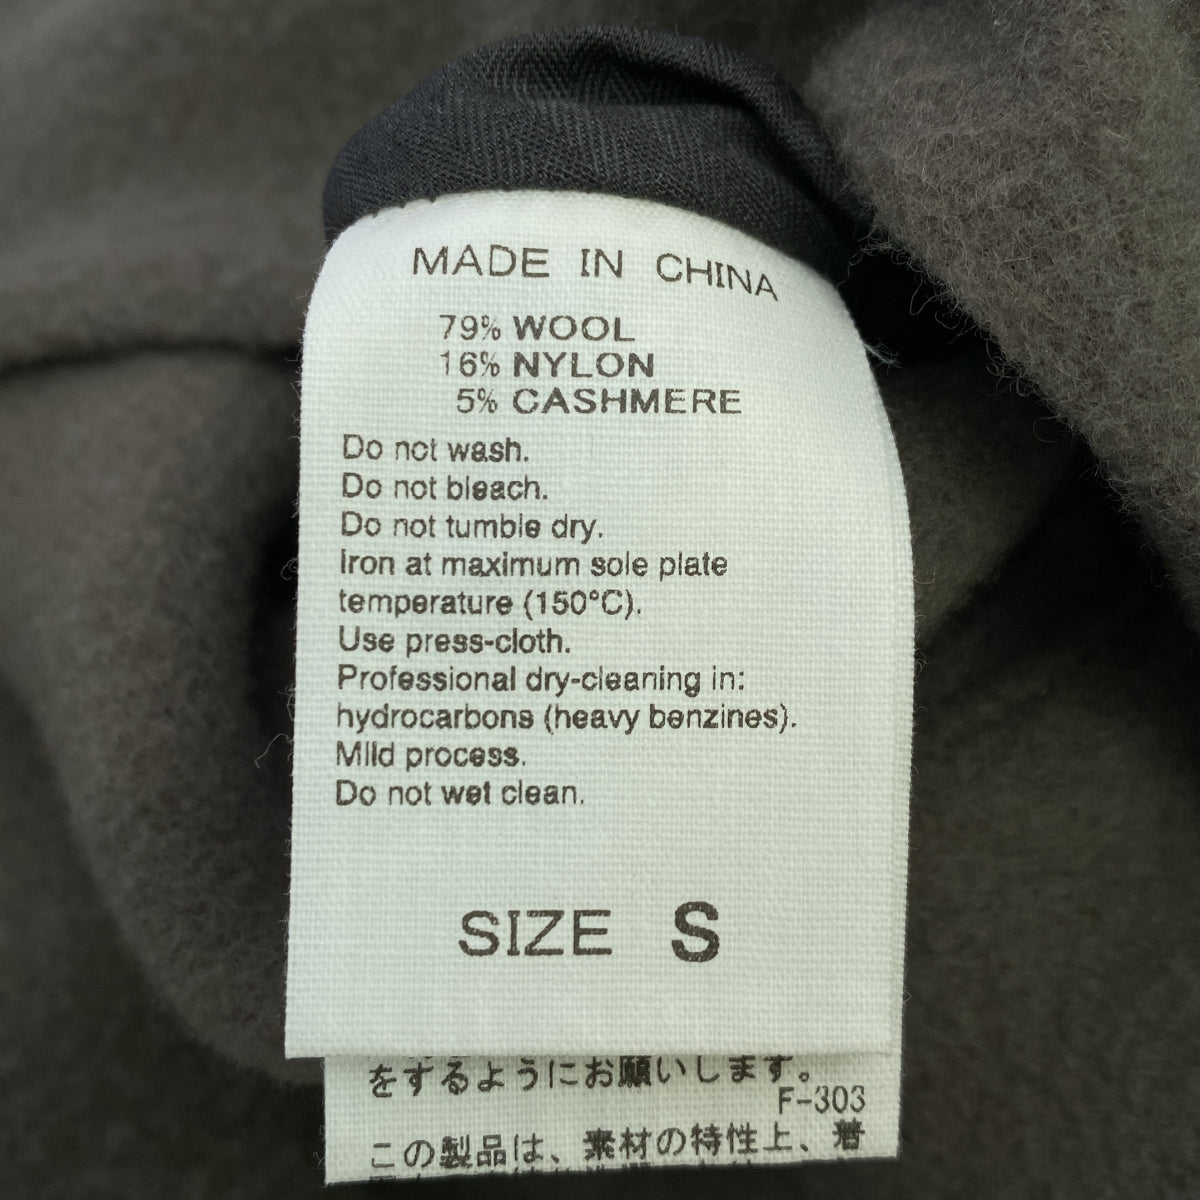 MADE IN CHINA
79% WOOL
16% NYLON
5% CASHMERE
Do not wash.
Do not bleach.
Do not tumble dry.
Iron at maximum sole plate
temperature (150°C).
Use press-cloth.
Professional dry-cleaning in:
hydrocarbons (heavy benzines).
Mild process.
Do not wet clean.
SIZE S
をするようにお願いします。
F-303
この製品は、素材の特性上、着